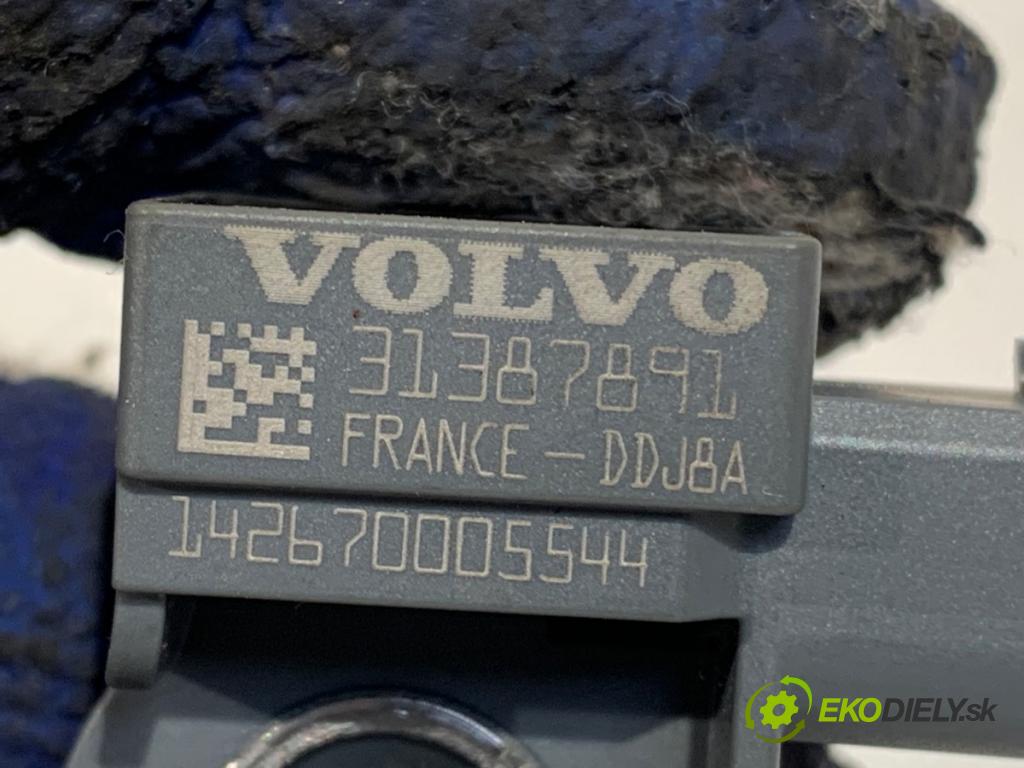 VOLVO
31387891
FRANCE - DDJ8A
142670005544
EKODIELY.sk